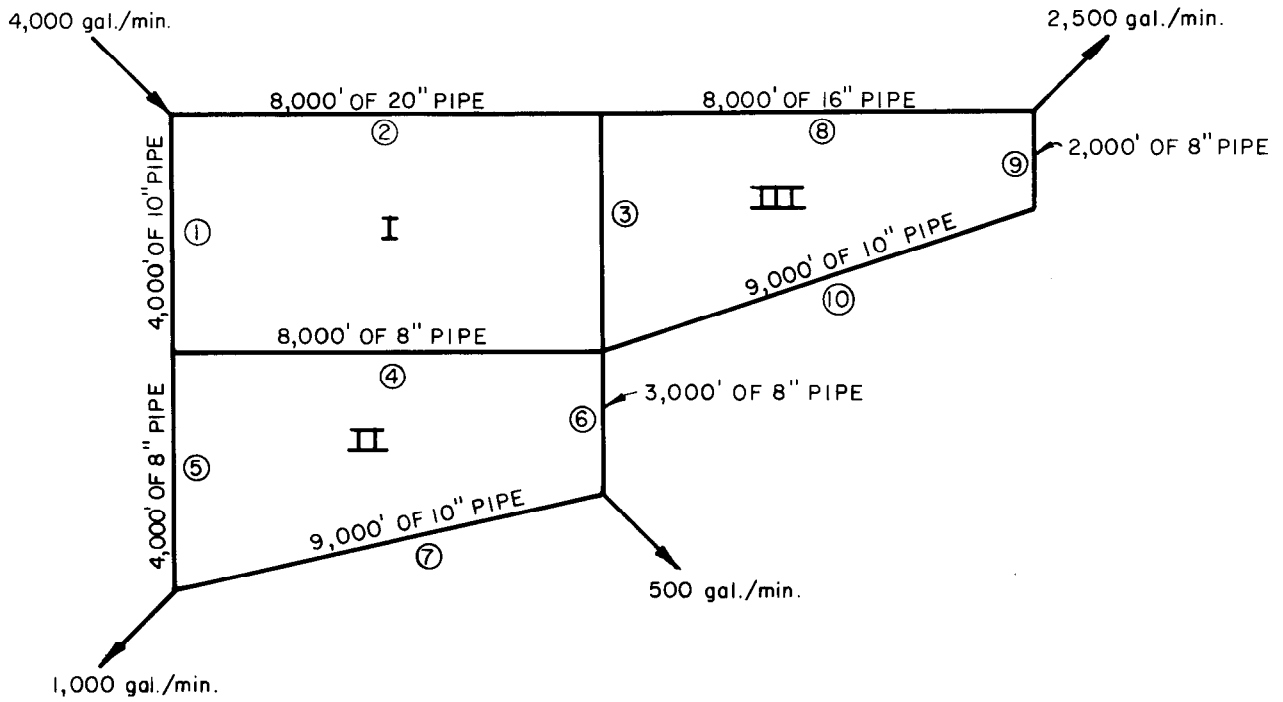 4,000 gal./min.
2,500 gal./min.
8,000' OF 20" PIPE
8,000' OF 16" PIPE
②
⑧
⑨
2,000' OF 8" PIPE
4,000' OF 10" PIPE
①
I
③
III
9,000' OF 10" PIPE
⑩
8,000' OF 8" PIPE
④
3,000' OF 8" PIPE
⑥
4,000' OF 8" PIPE
⑤
II
9,000' OF 10" PIPE
⑦
500 gal./min.
1,000 gal./min.